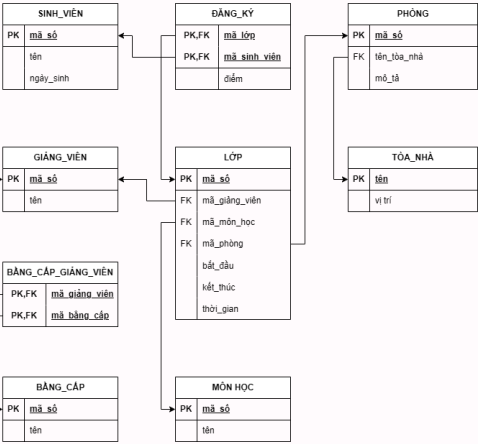 SINH_VIÊN
PK mã_số
tên
ngày_sinh
ĐĂNG_KÝ
PK,FK mã_lớp
PK,FK mã_sinh_viên
điểm
PHÒNG
PK mã_số
FK tên_tòa_nhà
mô_tả
GIẢNG_VIÊN
PK mã_số
tên
LỚP
PK mã_số
FK mã_giảng_viên
FK mã_môn_học
FK mã_phòng
bắt_đầu
kết_thúc
thời_gian
TÒA_NHÀ
PK tên
vị trí
BẰNG_CẤP_GIẢNG_VIÊN
PK,FK mã_giảng_viên
PK,FK mã_bằng_cấp
BẰNG_CẤP
PK mã_số
tên
MÔN HỌC
PK mã_số
tên